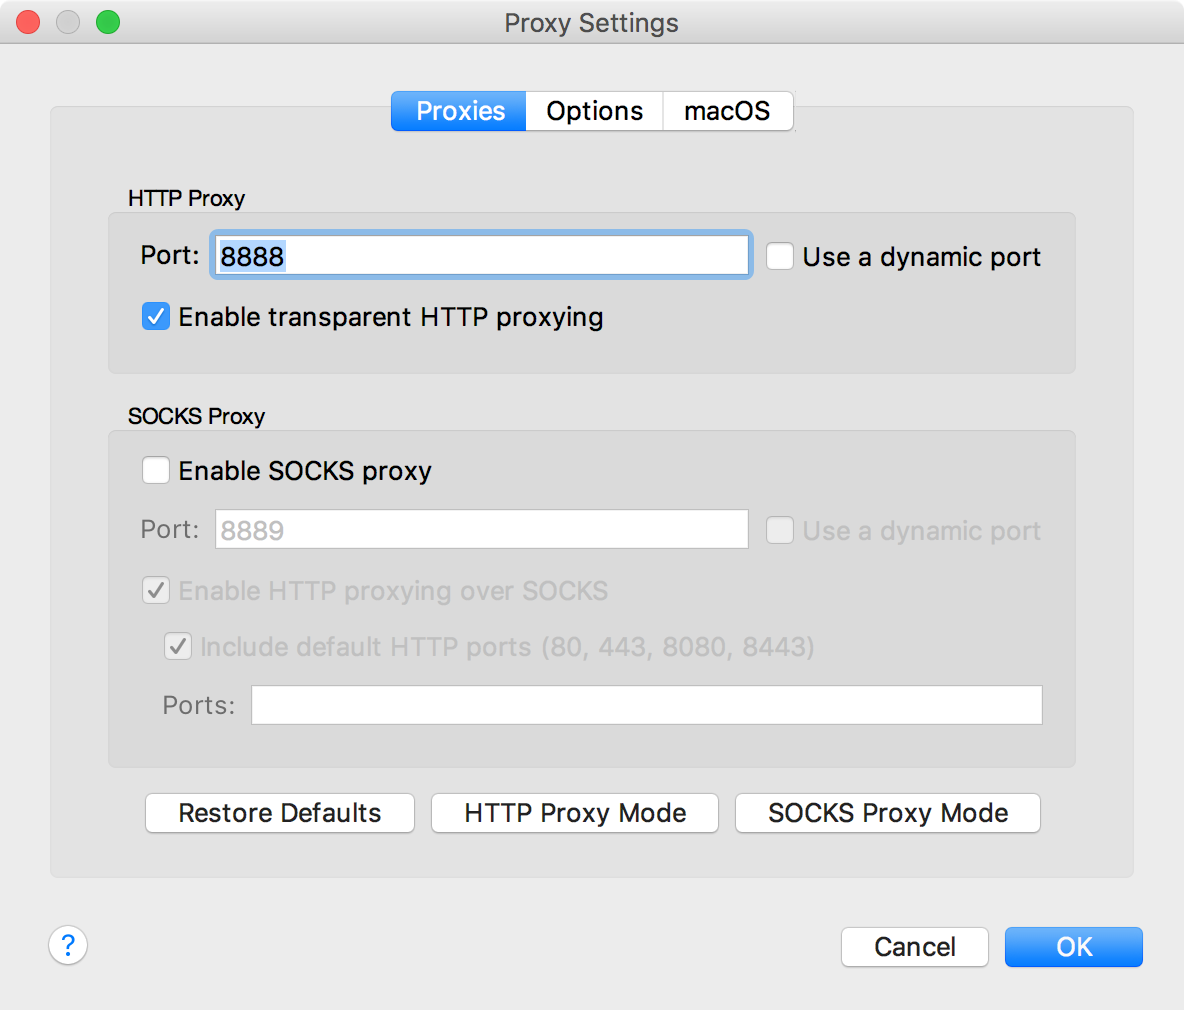 Proxy Settings
Proxies Options macOS
HTTP Proxy
Port: 8888 Use a dynamic port
Enable transparent HTTP proxying
SOCKS Proxy
Enable SOCKS proxy
Port: 8889 Use a dynamic port
Enable HTTP proxying over SOCKS
Include default HTTP ports (80, 443, 8080, 8443)
Ports:
Restore Defaults HTTP Proxy Mode SOCKS Proxy Mode
? Cancel OK